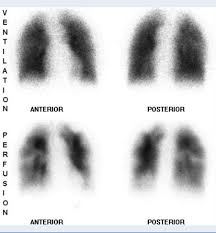 VENTILATION
ANTERIOR POSTERIOR
PERFUSION
ANTERIOR POSTERIOR